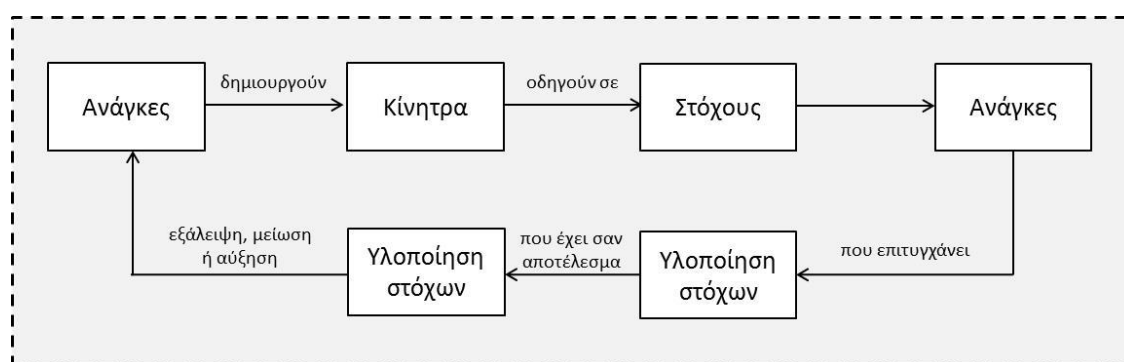 Ανάγκες
δημιουργούν
Κίνητρα
οδηγούν σε
Στόχους
Ανάγκες
εξάλειψη, μείωση
ή αύξηση
Υλοποίηση
στόχων
που έχει σαν
αποτέλεσμα
Υλοποίηση
στόχων
που επιτυγχάνει